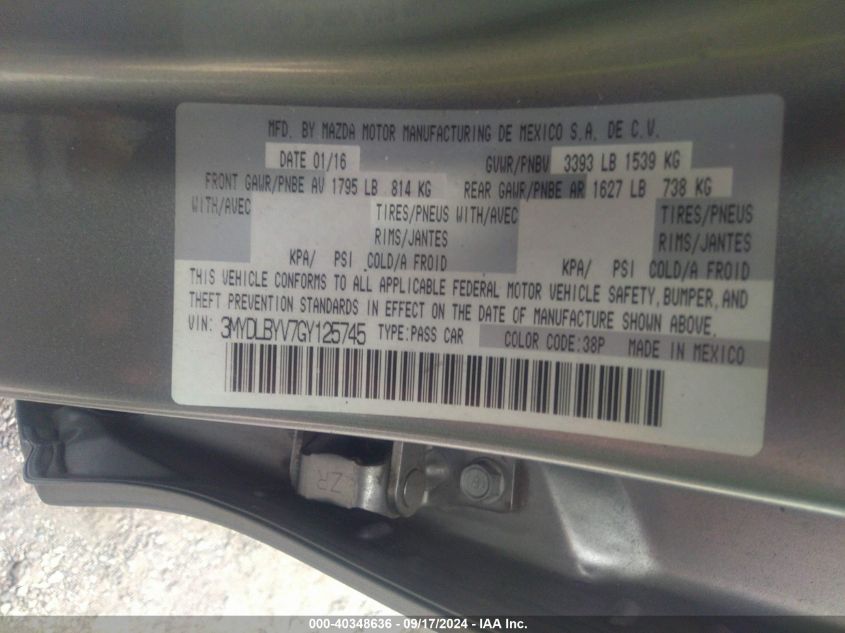 MFD. BY MAZDA MOTOR MANUFACTURING DE MEXICO S.A. DE C.V.
DATE 01/16 GVWR/PNBV 3393 LB 1539 KG
FRONT GAWR/PNBE AV 1795 LB 814 KG REAR GAWR/PNBE AR 1627 LB 738 KG
WITH/AVEC TIRES/PNEUS WITH/AVEC TIRES/PNEUS
RIMS/JANTES RIMS/JANTES
KPA/ PSI COLD/A FROID KPA/ PSI COLD/A FROID
THIS VEHICLE CONFORMS TO ALL APPLICABLE FEDERAL MOTOR VEHICLE SAFETY, BUMPER, AND
THEFT PREVENTION STANDARDS IN EFFECT ON THE DATE OF MANUFACTURE SHOWN ABOVE.
VIN: 3MYDLBYV7GY125745 TYPE:PASS CAR COLOR CODE:38P MADE IN MEXICO
ZR
000-40348636 - 09/17/2024 - IAA Inc.